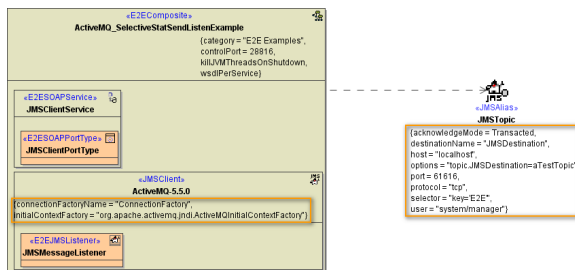 «E2EComposite»
ActiveMQ_SelectiveStatSendListenExample
{category = "E2E Examples",
controlPort = 28816,
killJVMThreadsOnShutdown,
wsdlPerService}
«E2ESOAPService»
JMSClientService
«E2ESOAPPortType»
JMSClientPortType
«JMSClient»
ActiveMQ-5.5.0
{connectionFactoryName = "ConnectionFactory",
initialContextFactory = "org.apache.activemq.jndi.ActiveMQInitialContextFactory"}
«E2EJMSListener»
JMSMessageListener
JMS
«JMSAlias»
JMSTopic
{acknowledgeMode = Transacted,
destinationName = "JMSDestination",
host = "localhost",
options = "topic.JMSDestination=aTestTopic"
port = 61616,
protocol = "tcp",
selector = "key='E2E'",
user = "system/manager"}